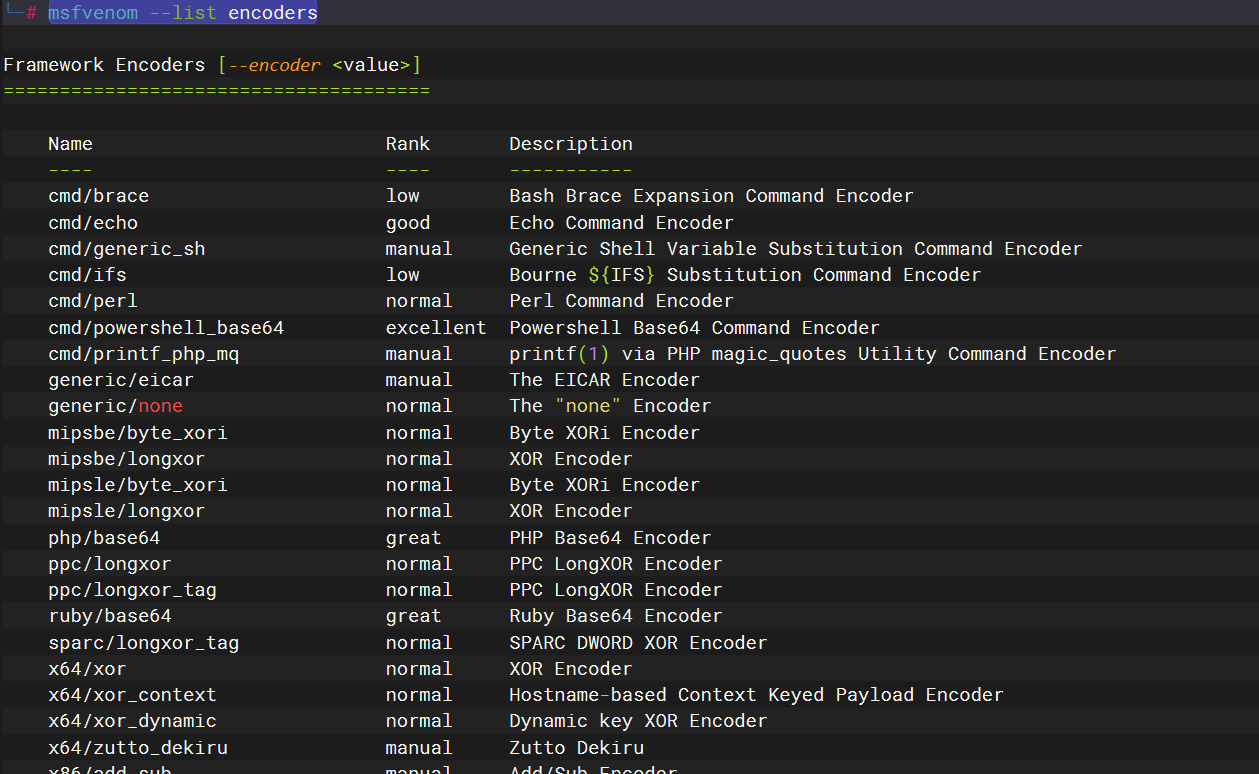 └─# msfvenom --list encoders
Framework Encoders [--encoder <value>]
======================================
Name Rank Description
---- ---- -----------
cmd/brace low Bash Brace Expansion Command Encoder
cmd/echo good Echo Command Encoder
cmd/generic_sh manual Generic Shell Variable Substitution Command Encoder
cmd/ifs low Bourne ${IFS} Substitution Command Encoder
cmd/perl normal Perl Command Encoder
cmd/powershell_base64 excellent Powershell Base64 Command Encoder
cmd/printf_php_mq manual printf(1) via PHP magic_quotes Utility Command Encoder
generic/eicar manual The EICAR Encoder
generic/none normal The "none" Encoder
mipsbe/byte_xori normal Byte XORi Encoder
mipsbe/longxor normal XOR Encoder
mipsle/byte_xori normal Byte XORi Encoder
mipsle/longxor normal XOR Encoder
php/base64 great PHP Base64 Encoder
ppc/longxor normal PPC LongXOR Encoder
ppc/longxor_tag normal PPC LongXOR Encoder
ruby/base64 great Ruby Base64 Encoder
sparc/longxor_tag normal SPARC DWORD XOR Encoder
x64/xor normal XOR Encoder
x64/xor_context normal Hostname-based Context Keyed Payload Encoder
x64/xor_dynamic normal Dynamic key XOR Encoder
x64/zutto_dekiru manual Zutto Dekiru
x86/add_sub manual Add/Sub Encoder